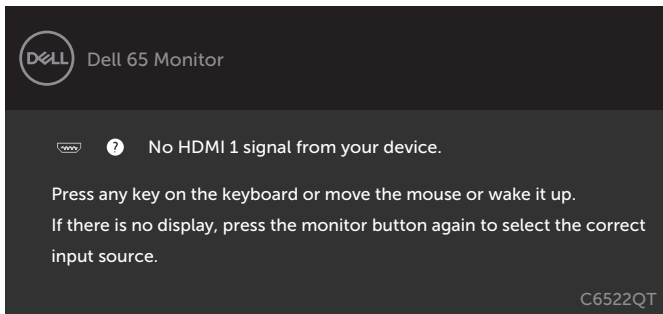 DELL
Dell 65 Monitor
? No HDMI 1 signal from your device.
Press any key on the keyboard or move the mouse or wake it up.
If there is no display, press the monitor button again to select the correct
input source.
C6522QT